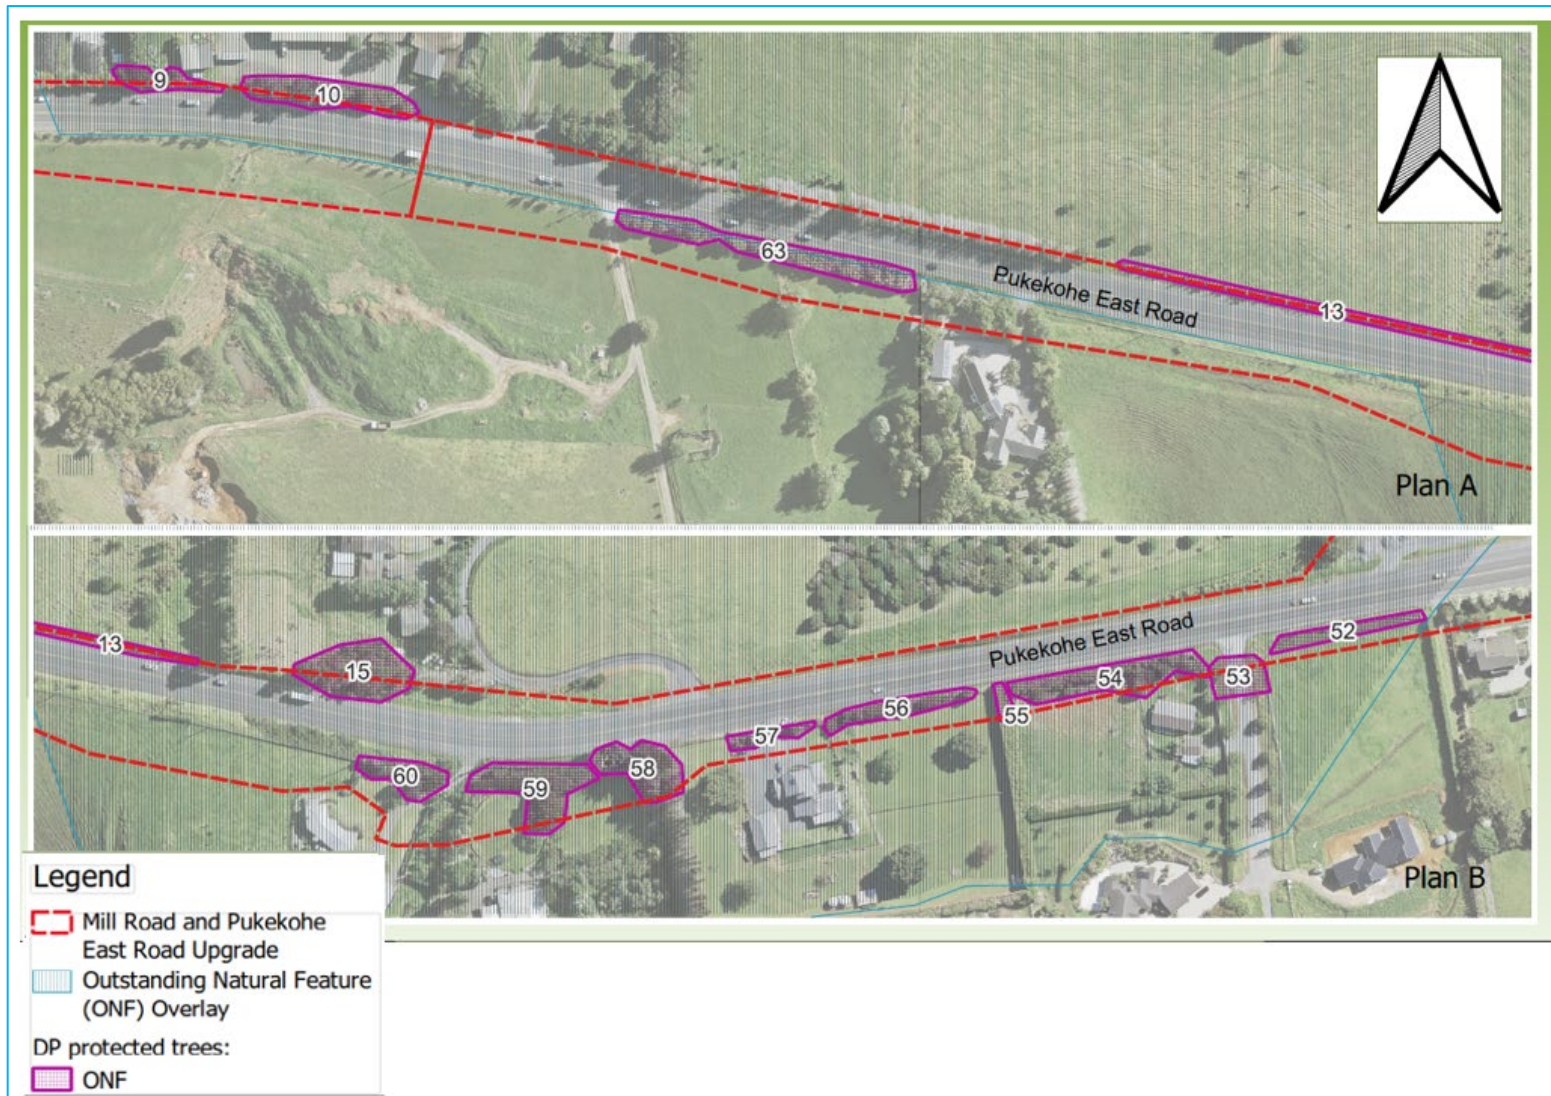 9
10
63
Pukekohe East Road
13
Plan A
13
15
Pukekohe East Road
52
53
54
55
56
57
58
59
60
Plan B
Legend
Mill Road and Pukekohe
East Road Upgrade
Outstanding Natural Feature
(ONF) Overlay
DP protected trees:
ONF